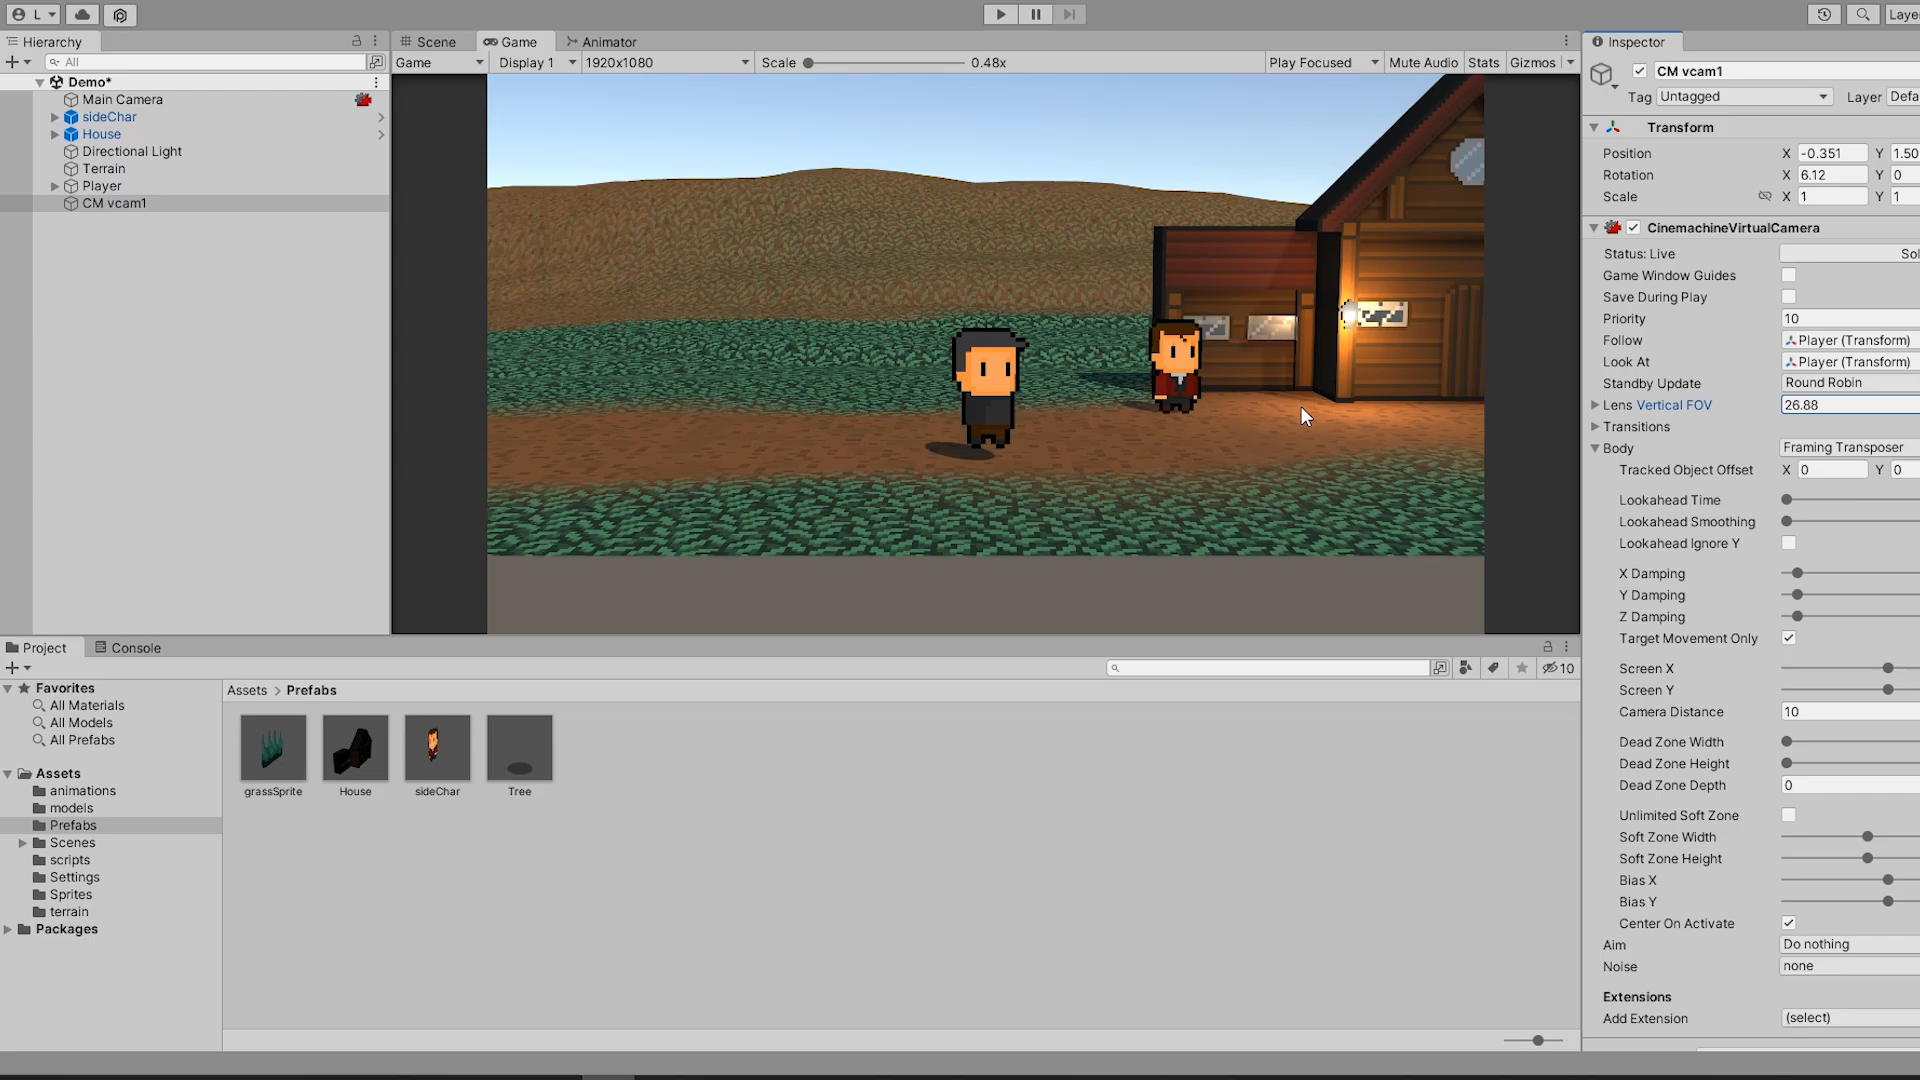 L
Layer
Hierarchy
All
Demo*
Main Camera
sideChar
House
Directional Light
Terrain
Player
CM vcam1
Scene
Game
Animator
Game
Display 1
1920x1080
Scale
0.48x
Play Focused
Mute Audio
Stats
Gizmos
Inspector
CM vcam1
Tag Untagged
Layer Defa
Transform
Position X -0.351 Y 1.50
Rotation X 6.12 Y 0
Scale X 1 Y 1
CinemachineVirtualCamera
Status: Live Sol
Game Window Guides
Save During Play
Priority 10
Follow Player (Transform)
Look At Player (Transform)
Standby Update Round Robin
Lens Vertical FOV 26.88
Transitions
Body Framing Transposer
Tracked Object Offset X 0 Y 0
Lookahead Time
Lookahead Smoothing
Lookahead Ignore Y
X Damping
Y Damping
Z Damping
Target Movement Only
Screen X
Screen Y
Camera Distance 10
Dead Zone Width
Dead Zone Height
Dead Zone Depth 0
Unlimited Soft Zone
Soft Zone Width
Soft Zone Height
Bias X
Bias Y
Center On Activate
Aim Do nothing
Noise none
Extensions
Add Extension (select)
Project
Console
10
Favorites
All Materials
All Models
All Prefabs
Assets
animations
models
Prefabs
Scenes
scripts
Settings
Sprites
terrain
Packages
Assets > Prefabs
grassSprite
House
sideChar
Tree